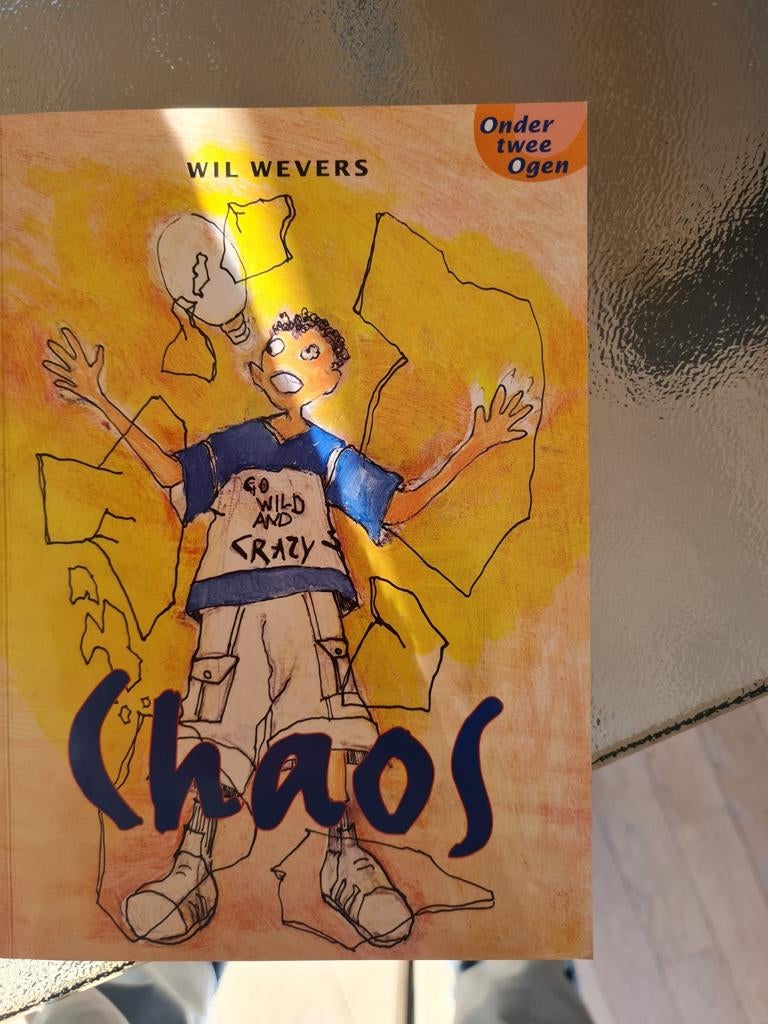 Onder
twee
Ogen
WIL WEVERS
GO
WILD
AND
CRAZY
Chaos